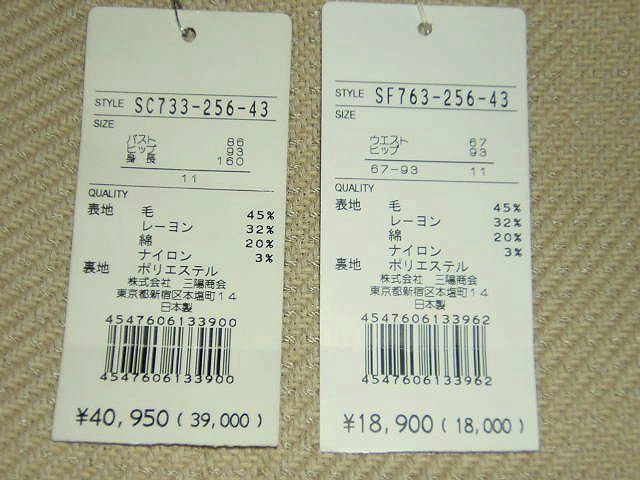 STYLE SC733-256-43
SIZE
バスト 86
ヒップ 93
身長 160
11
QUALITY
表地 毛 45%
レーヨン 32%
綿 20%
ナイロン 3%
裏地 ポリエステル
株式会社 三陽商会
東京都新宿区本塩町14
日本製
4547606133900
4547606133900
¥40,950(39,000)
STYLE SF763-256-43
SIZE
ウエスト 67
ヒップ 93
67-93 11
QUALITY
表地 毛 45%
レーヨン 32%
綿 20%
ナイロン 3%
裏地 ポリエステル
株式会社 三陽商会
東京都新宿区本塩町14
日本製
4547606133962
4547606133962
¥18,900(18,000)